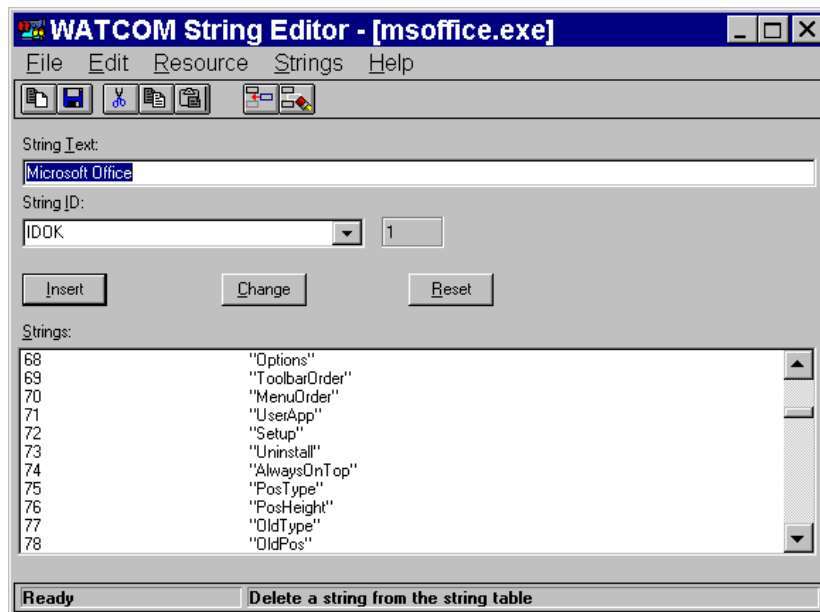 WATCOM String Editor - [msoffice.exe]
File Edit Resource Strings Help
String Text:
Microsoft Office
String ID:
IDOK 1
Insert Change Reset
Strings:
68 "Options"
69 "ToolbarOrder"
70 "MenuOrder"
71 "UserApp"
72 "Setup"
73 "Uninstall"
74 "AlwaysOnTop"
75 "PosType"
76 "PosHeight"
77 "OldType"
78 "OldPos"
Ready Delete a string from the string table